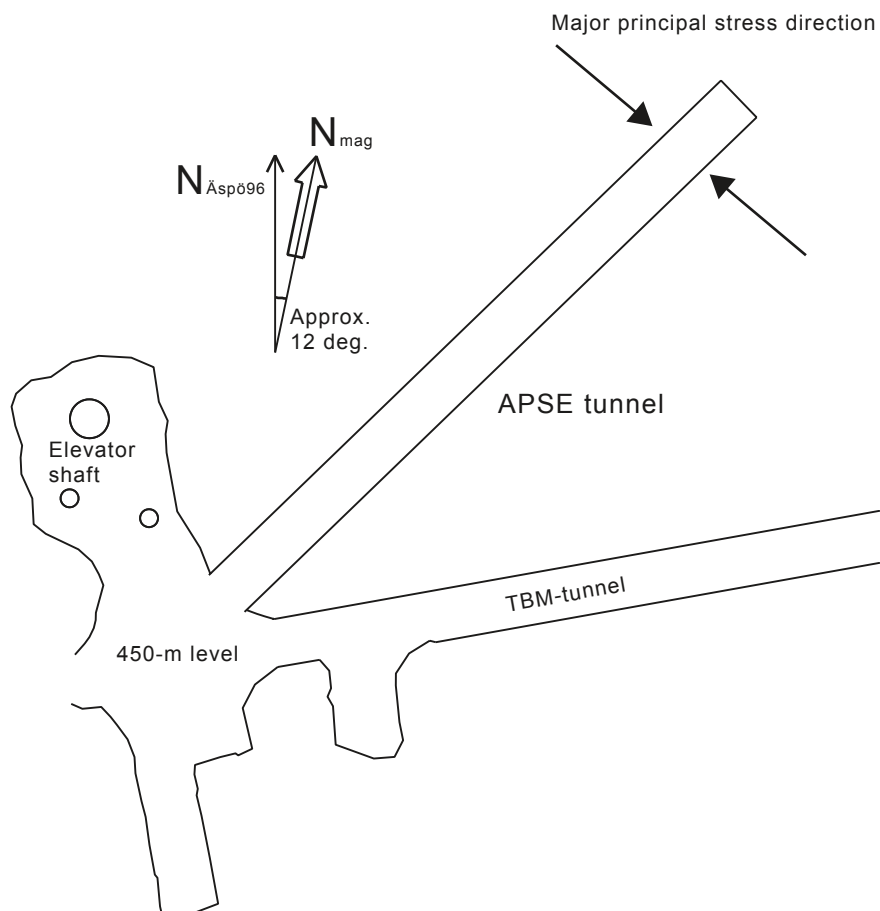 Major principal stress direction
N mag
N Äspö96
Approx.
12 deg.
APSE tunnel
Elevator
shaft
TBM-tunnel
450-m level